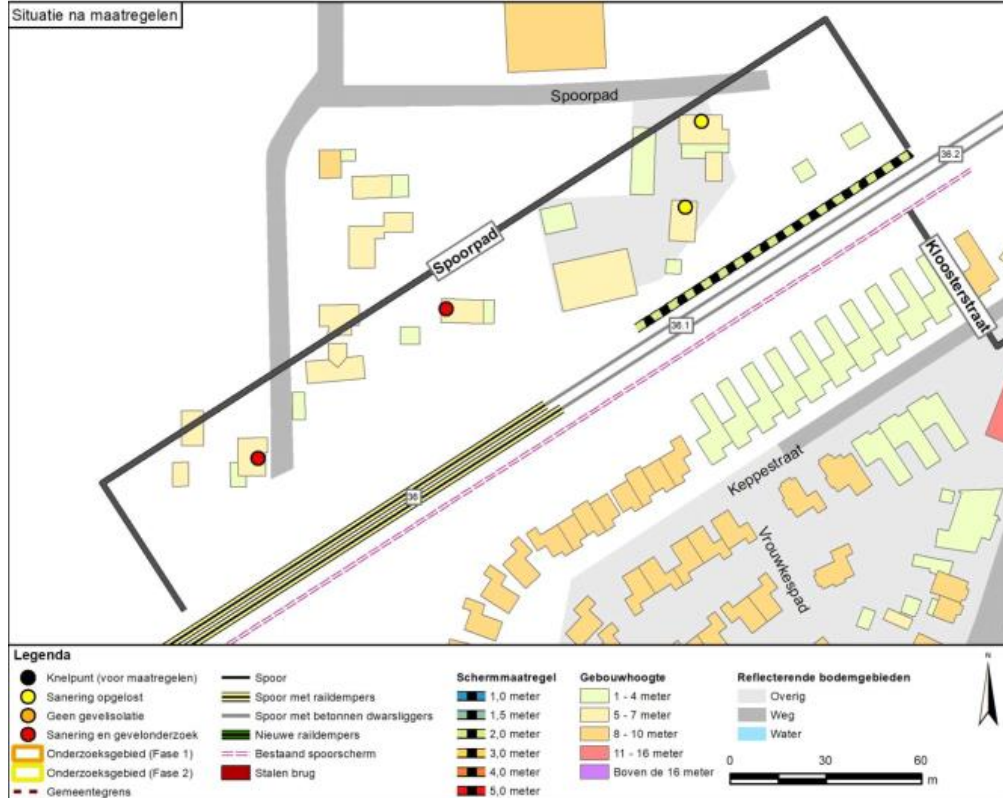 Situatie na maatregelen
Spoorpad
36.2
Spoorpad
Kloosterstraat
36.1
Keppestraat
36
Vrouwkespad
Legenda
Knelpunt (voor maatregelen)
Sanering opgelost
Geen gevelisolatie
Sanering en gevelonderzoek
Onderzoeksgebied (Fase 1)
Onderzoeksgebied (Fase 2)
Gemeentegrens
Spoor
Spoor met raildempers
Spoor met betonnen dwarsliggers
Nieuwe raildempers
Bestaand spoorscherm
Stalen brug
Schermmaatregel
1,0 meter
1,5 meter
2,0 meter
3,0 meter
4,0 meter
5,0 meter
Gebouwhoogte
1 - 4 meter
5 - 7 meter
8 - 10 meter
11 - 16 meter
Boven de 16 meter
Reflecterende bodemgebieden
Overig
Weg
Water
N
0 30 60
m